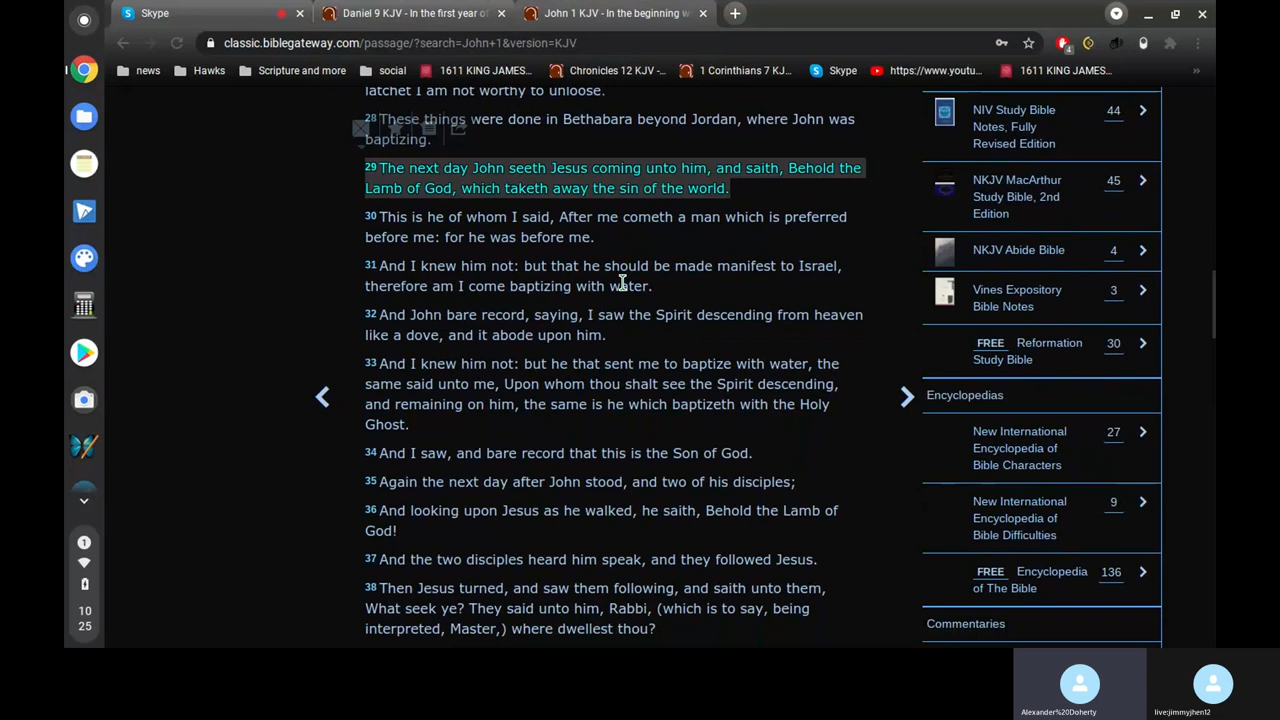 Skype
Daniel 9 KJV - In the first year of
John 1 KJV - In the beginning w
classic.biblegateway.com/passage/?search=John+1&version=KJV
4
news
Hawks
Scripture and more
social
1611 KING JAMES...
Chronicles 12 KJV -...
1 Corinthians 7 KJ...
Skype
https://www.youtu...
1611 KING JAMES...
»
latchet I am not worthy to unloose.
28 These things were done in Bethabara beyond Jordan, where John was
baptizing.
29 The next day John seeth Jesus coming unto him, and saith, Behold the
Lamb of God, which taketh away the sin of the world.
30 This is he of whom I said, After me cometh a man which is preferred
before me: for he was before me.
31 And I knew him not: but that he should be made manifest to Israel,
therefore am I come baptizing with water.
32 And John bare record, saying, I saw the Spirit descending from heaven
like a dove, and it abode upon him.
33 And I knew him not: but he that sent me to baptize with water, the
same said unto me, Upon whom thou shalt see the Spirit descending,
and remaining on him, the same is he which baptizeth with the Holy
Ghost.
34 And I saw, and bare record that this is the Son of God.
35 Again the next day after John stood, and two of his disciples;
36 And looking upon Jesus as he walked, he saith, Behold the Lamb of
God!
37 And the two disciples heard him speak, and they followed Jesus.
38 Then Jesus turned, and saw them following, and saith unto them,
What seek ye? They said unto him, Rabbi, (which is to say, being
interpreted, Master,) where dwellest thou?
NIV Study Bible 44
Notes, Fully
Revised Edition
NKJV MacArthur 45
Study Bible, 2nd
Edition
NKJV Abide Bible 4
Vines Expository 3
Bible Notes
FREE Reformation 30
Study Bible
Encyclopedias
New International 27
Encyclopedia of
Bible Characters
New International 9
Encyclopedia of
Bible Difficulties
FREE Encyclopedia 136
of The Bible
Commentaries
1
10
25
Alexander%20Doherty
live:jimmyjhen12